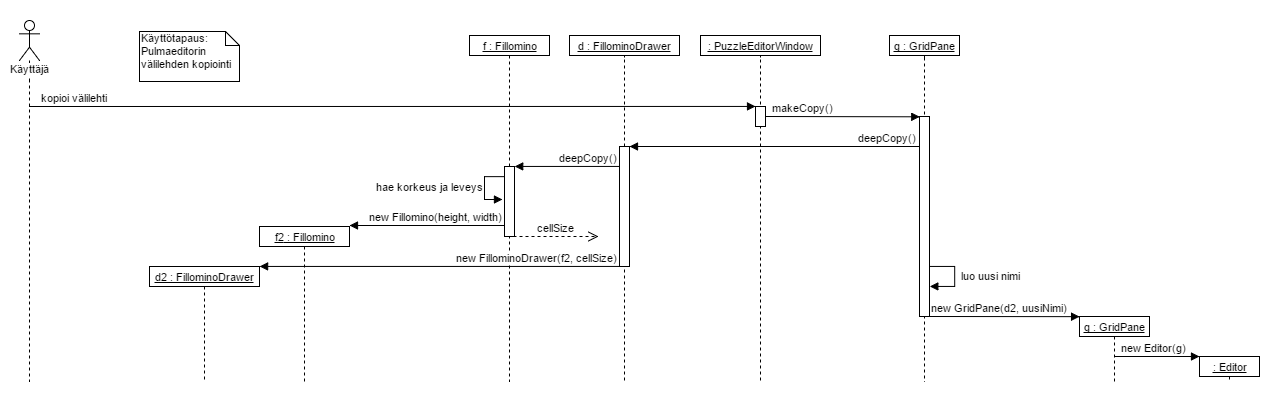 Käyttäjä
Käyttötapaus:
Pulmaeditorin
välilehden kopiointi
f : Fillomino
d : FillominoDrawer
: PuzzleEditorWindow
g : GridPane
kopioi välilehti
makeCopy()
deepCopy()
deepCopy()
hae korkeus ja leveys
new Fillomino(height, width)
cellSize
f2 : Fillomino
new FillominoDrawer(f2, cellSize)
d2 : FillominoDrawer
luo uusi nimi
new GridPane(d2, uusiNimi)
g : GridPane
new Editor(g)
: Editor